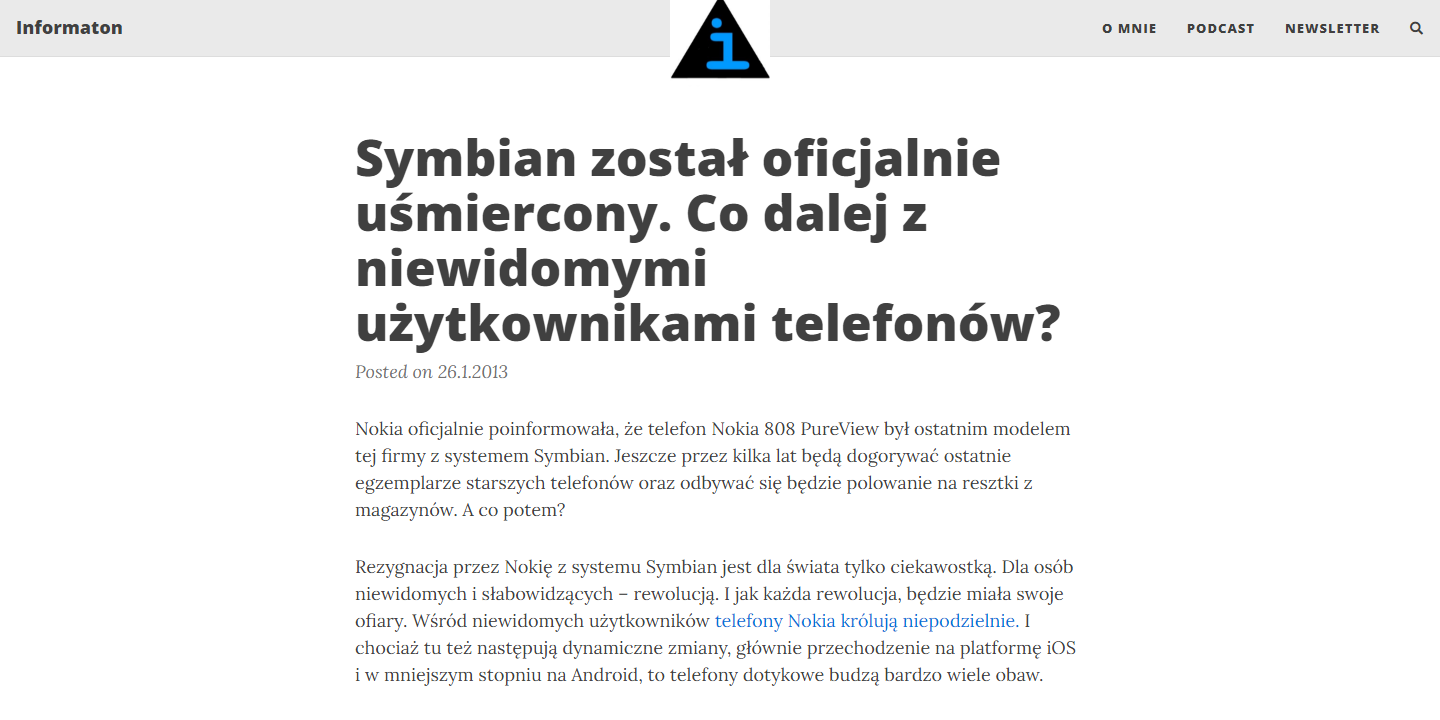 Informaton
i
O MNIE
PODCAST
NEWSLETTER
Symbian został oficjalnie
uśmiercony. Co dalej z
niewidomymi
użytkownikami telefonów?
Posted on 26.1.2013
Nokia oficjalnie poinformowała, że telefon Nokia 808 PureView był ostatnim modelem
tej firmy z systemem Symbian. Jeszcze przez kilka lat będą dogorywać ostatnie
egzemplarze starszych telefonów oraz odbywać się będzie polowanie na resztki z
magazynów. A co potem?
Rezygnacja przez Nokię z systemu Symbian jest dla świata tylko ciekawostką. Dla osób
niewidomych i słabowidzących – rewolucją. I jak każda rewolucja, będzie miała swoje
ofiary. Wśród niewidomych użytkowników telefony Nokia królują niepodzielnie. I
chociaż tu też następują dynamiczne zmiany, głównie przechodzenie na platformę iOS
i w mniejszym stopniu na Android, to telefony dotykowe budzą bardzo wiele obaw.